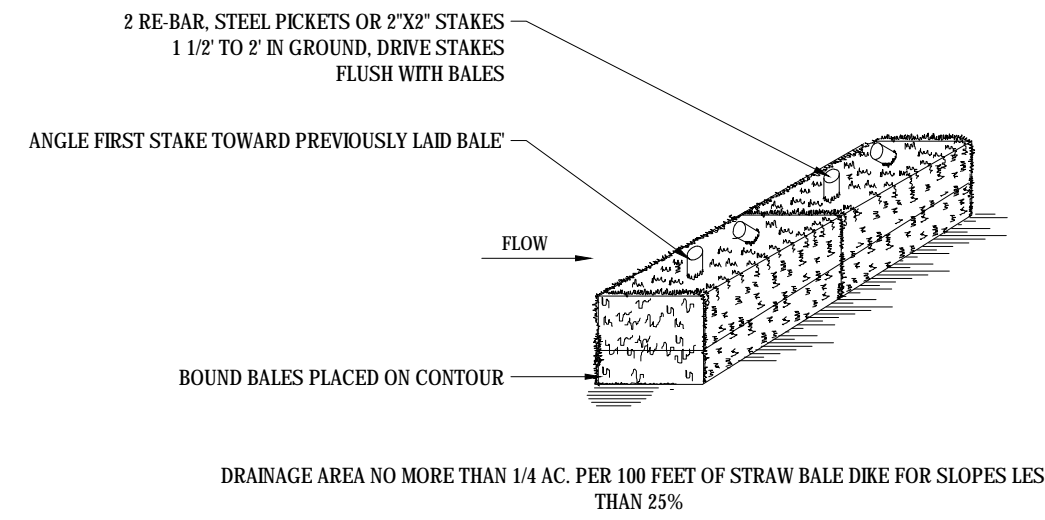 2 RE-BAR, STEEL PICKETS OR 2"X2" STAKES
1 1/2' TO 2' IN GROUND, DRIVE STAKES
FLUSH WITH BALES
ANGLE FIRST STAKE TOWARD PREVIOUSLY LAID BALE'
FLOW
BOUND BALES PLACED ON CONTOUR
DRAINAGE AREA NO MORE THAN 1/4 AC. PER 100 FEET OF STRAW BALE DIKE FOR SLOPES LES
THAN 25%